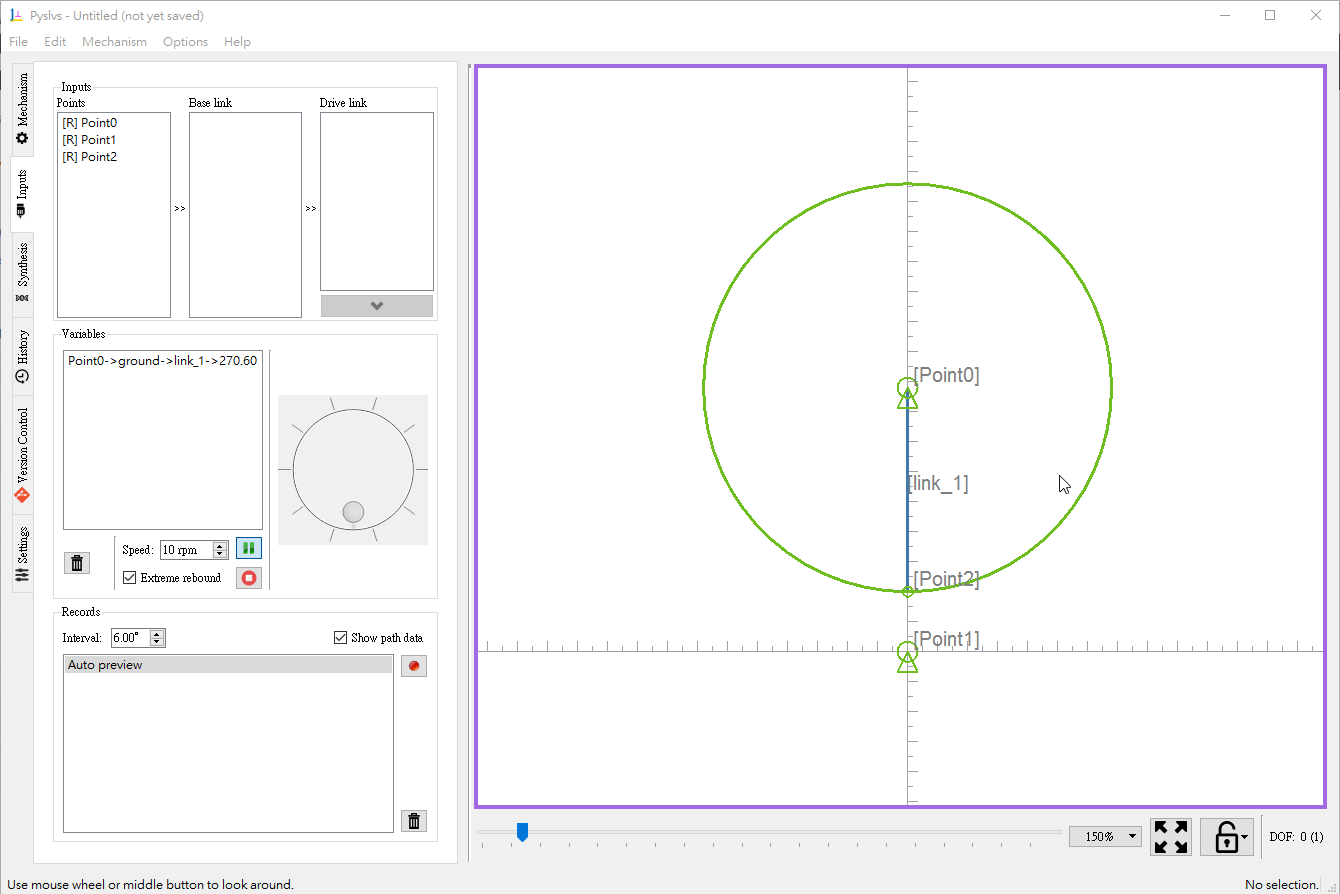 Pyslvs - Untitled (not yet saved)
File Edit Mechanism Options Help
Mechanism
Inputs
Synthesis
History
Version Control
Settings
Inputs
Points Base link Drive link
[R] Point0
[R] Point1
[R] Point2
>> >>
Variables
Point0->ground->link_1->270.60
Speed: 10 rpm
Extreme rebound
Records
Interval: 6.00° Show path data
Auto preview
[Point0]
[link_1]
[Point2]
[Point1]
150% DOF: 0 (1)
Use mouse wheel or middle button to look around. No selection.